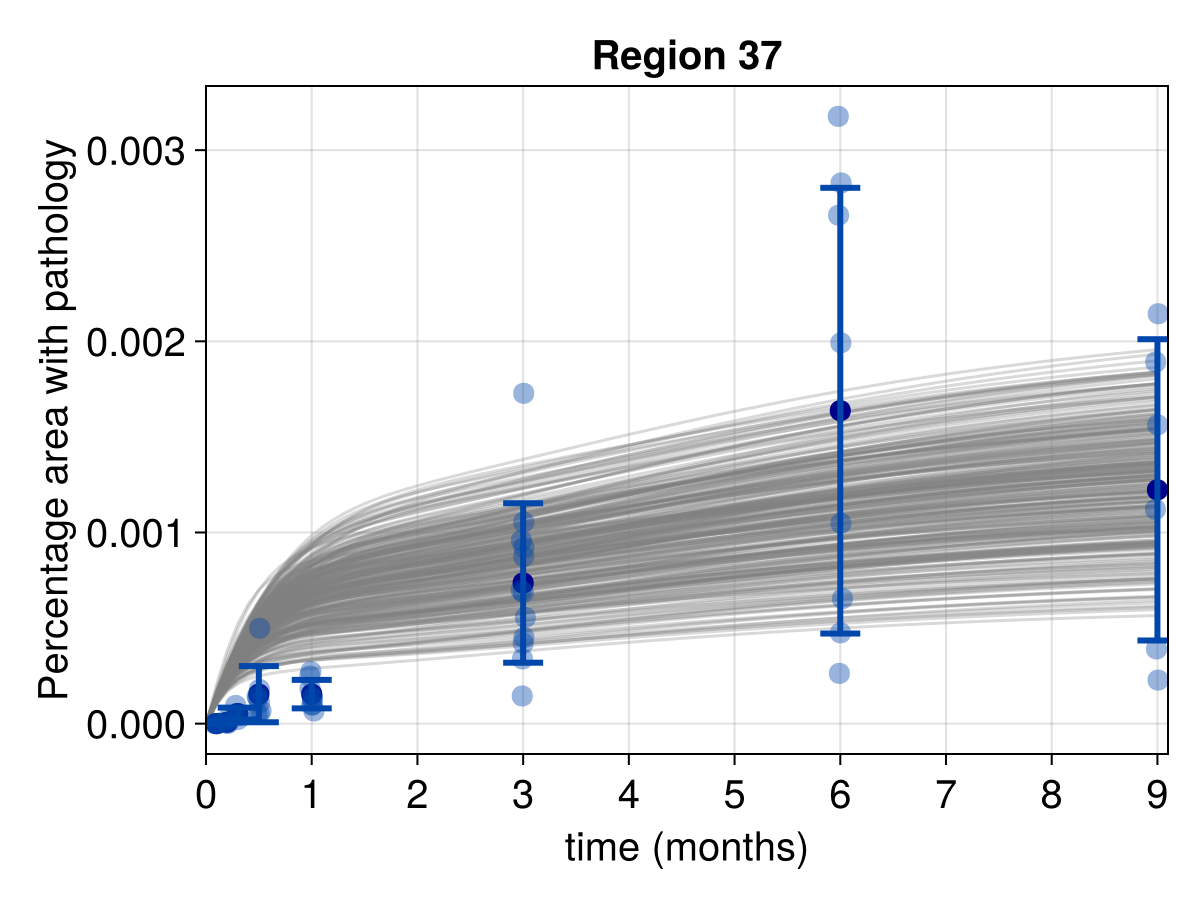 Region 37
Percentage area with pathology
0.003
0.002
0.001
0.000
0 1 2 3 4 5 6 7 8 9
time (months)